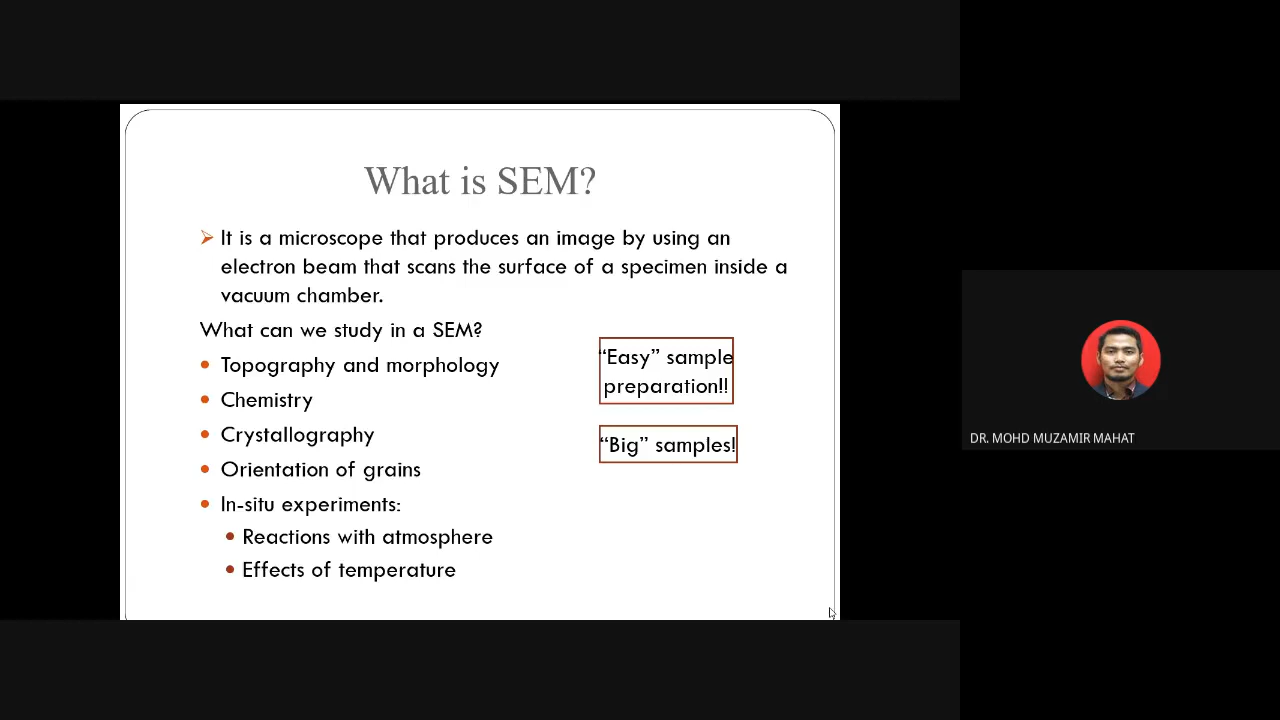 What is SEM?
It is a microscope that produces an image by using an
electron beam that scans the surface of a specimen inside a
vacuum chamber.
What can we study in a SEM?
Topography and morphology
Chemistry
Crystallography
Orientation of grains
In-situ experiments:
Reactions with atmosphere
Effects of temperature
“Easy” sample
preparation!!
“Big” samples!
DR. MOHD MUZAMIR MAHAT